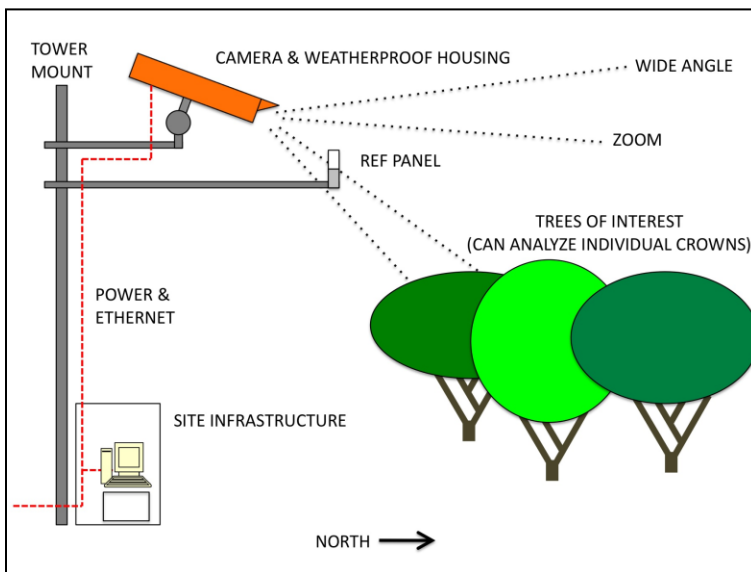 TOWER
MOUNT
CAMERA & WEATHERPROOF HOUSING
WIDE ANGLE
ZOOM
REF PANEL
TREES OF INTEREST
(CAN ANALYZE INDIVIDUAL CROWNS)
POWER &
ETHERNET
SITE INFRASTRUCTURE
NORTH